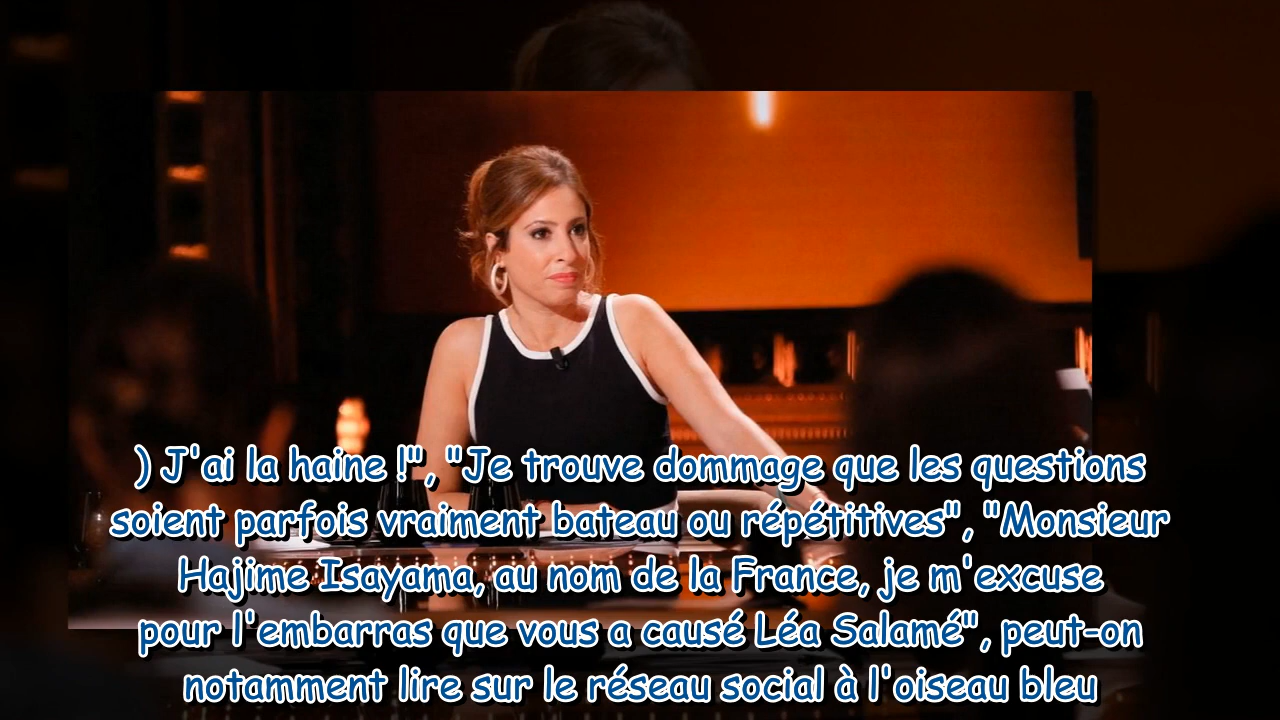 ) J'ai la haine !", "Je trouve dommage que les questions
soient parfois vraiment bateau ou répétitives", "Monsieur
Hajime Isayama, au nom de la France, je m'excuse
pour l'embarras que vous a causé Léa Salamé", peut-on
notamment lire sur le réseau social à l'oiseau bleu